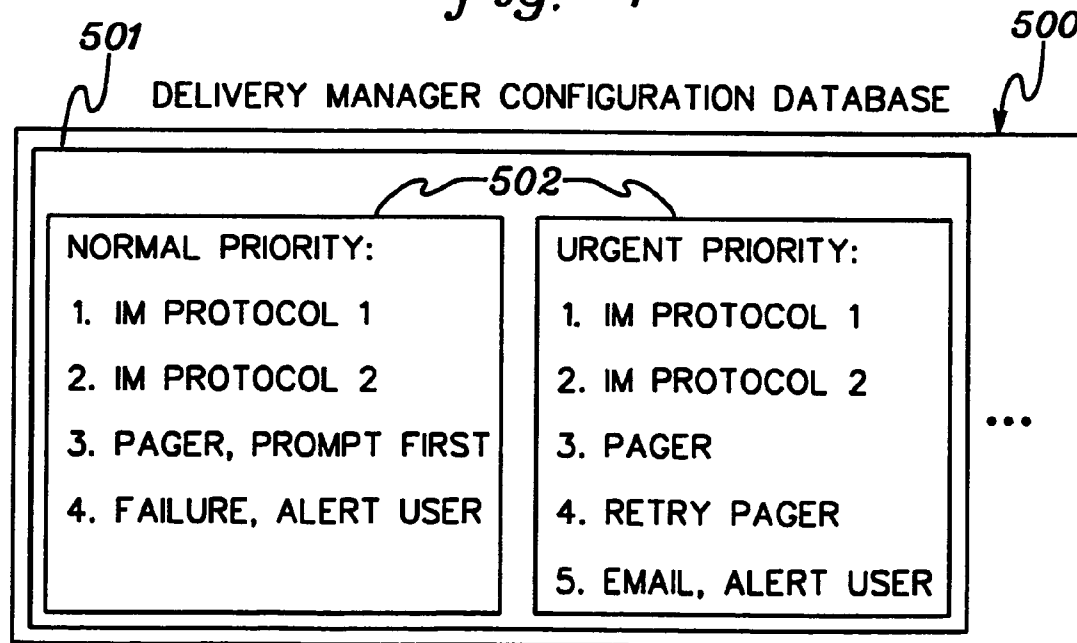 Fig.
501
500
DELIVERY MANAGER CONFIGURATION DATABASE
502
NORMAL PRIORITY:
1. IM PROTOCOL 1
2. IM PROTOCOL 2
3. PAGER, PROMPT FIRST
4. FAILURE, ALERT USER
URGENT PRIORITY:
1. IM PROTOCOL 1
2. IM PROTOCOL 2
3. PAGER
4. RETRY PAGER
5. EMAIL, ALERT USER
...